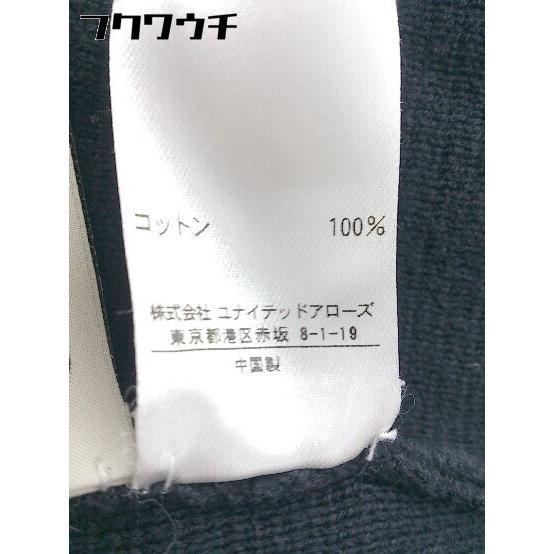 フクワウチ
コットン 100%
株式会社 ユナイテッドアローズ
東京都港区赤坂 8-1-19
中国製